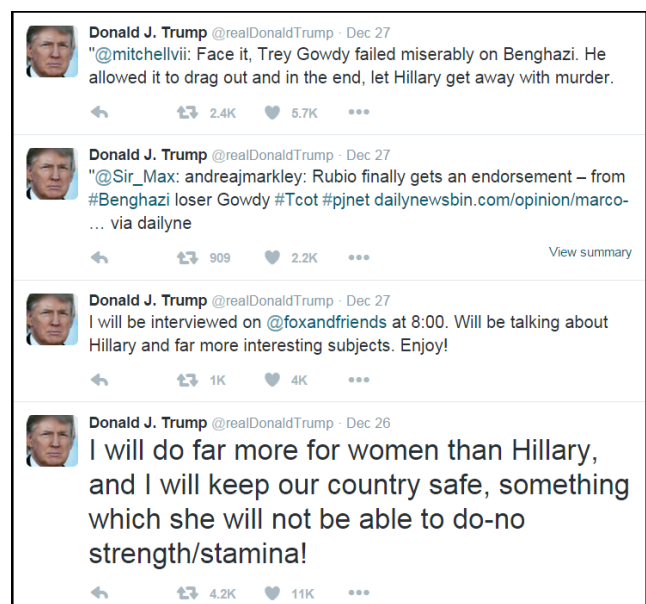 Donald J. Trump @realDonaldTrump · Dec 27
"@mitchellvii: Face it, Trey Gowdy failed miserably on Benghazi. He
allowed it to drag out and in the end, let Hillary get away with murder.
2.4K 5.7K
Donald J. Trump @realDonaldTrump · Dec 27
"@Sir_Max: andreajmarkley: Rubio finally gets an endorsement – from
#Benghazi loser Gowdy #Tcot #pjnet dailynewsbin.com/opinion/marco-
… via dailyne
909 2.2K View summary
Donald J. Trump @realDonaldTrump · Dec 27
I will be interviewed on @foxandfriends at 8:00. Will be talking about
Hillary and far more interesting subjects. Enjoy!
1K 4K
Donald J. Trump @realDonaldTrump · Dec 26
I will do far more for women than Hillary,
and I will keep our country safe, something
which she will not be able to do-no
strength/stamina!
4.2K 11K